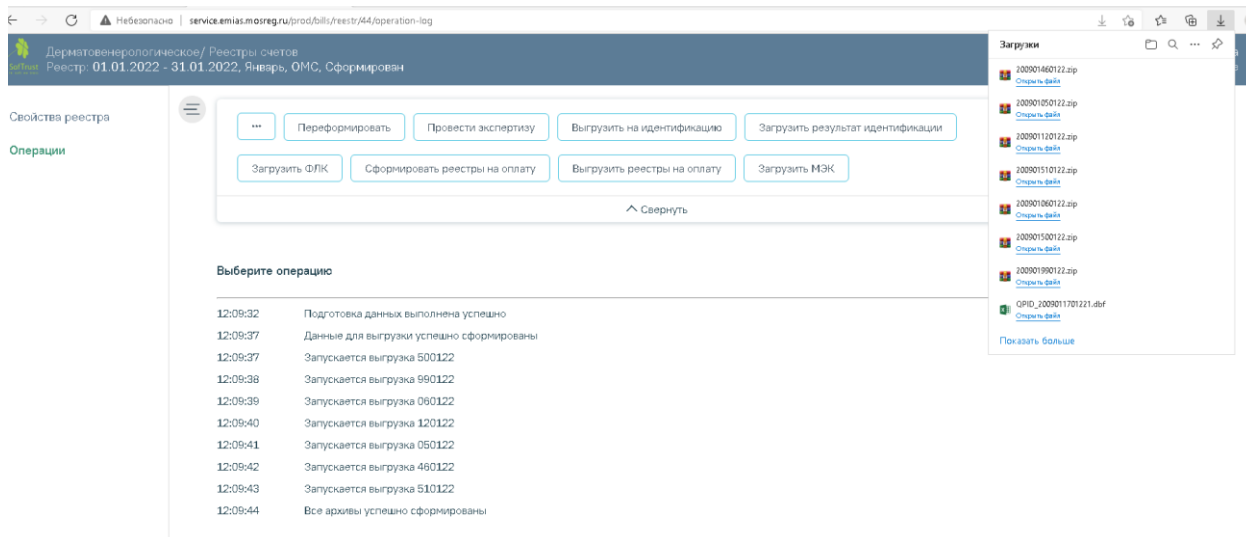 Небезопасно | service.emias.mosreg.ru/prod/bills/reestr/44/operation-log
Дерматовенерологическое/ Реестры счетов
Реестр: 01.01.2022 - 31.01.2022, Январь, ОМС, Сформирован
SofTrust
Свойства реестра
Операции
... Переформировать Провести экспертизу Выгрузить на идентификацию Загрузить результат идентификации
Загрузить ФЛК Сформировать реестры на оплату Выгрузить реестры на оплату Загрузить МЭК
Свернуть
Выберите операцию
12:09:32 Подготовка данных выполнена успешно
12:09:37 Данные для выгрузки успешно сформированы
12:09:37 Запускается выгрузка 500122
12:09:38 Запускается выгрузка 990122
12:09:39 Запускается выгрузка 060122
12:09:40 Запускается выгрузка 120122
12:09:41 Запускается выгрузка 050122
12:09:42 Запускается выгрузка 460122
12:09:43 Запускается выгрузка 510122
12:09:44 Все архивы успешно сформированы
Загрузки
200901460122.zip
Открыть файл
200901050122.zip
Открыть файл
200901120122.zip
Открыть файл
200901510122.zip
Открыть файл
200901060122.zip
Открыть файл
200901500122.zip
Открыть файл
200901990122.zip
Открыть файл
QPID_2009011701221.dbf
Открыть файл
Показать больше